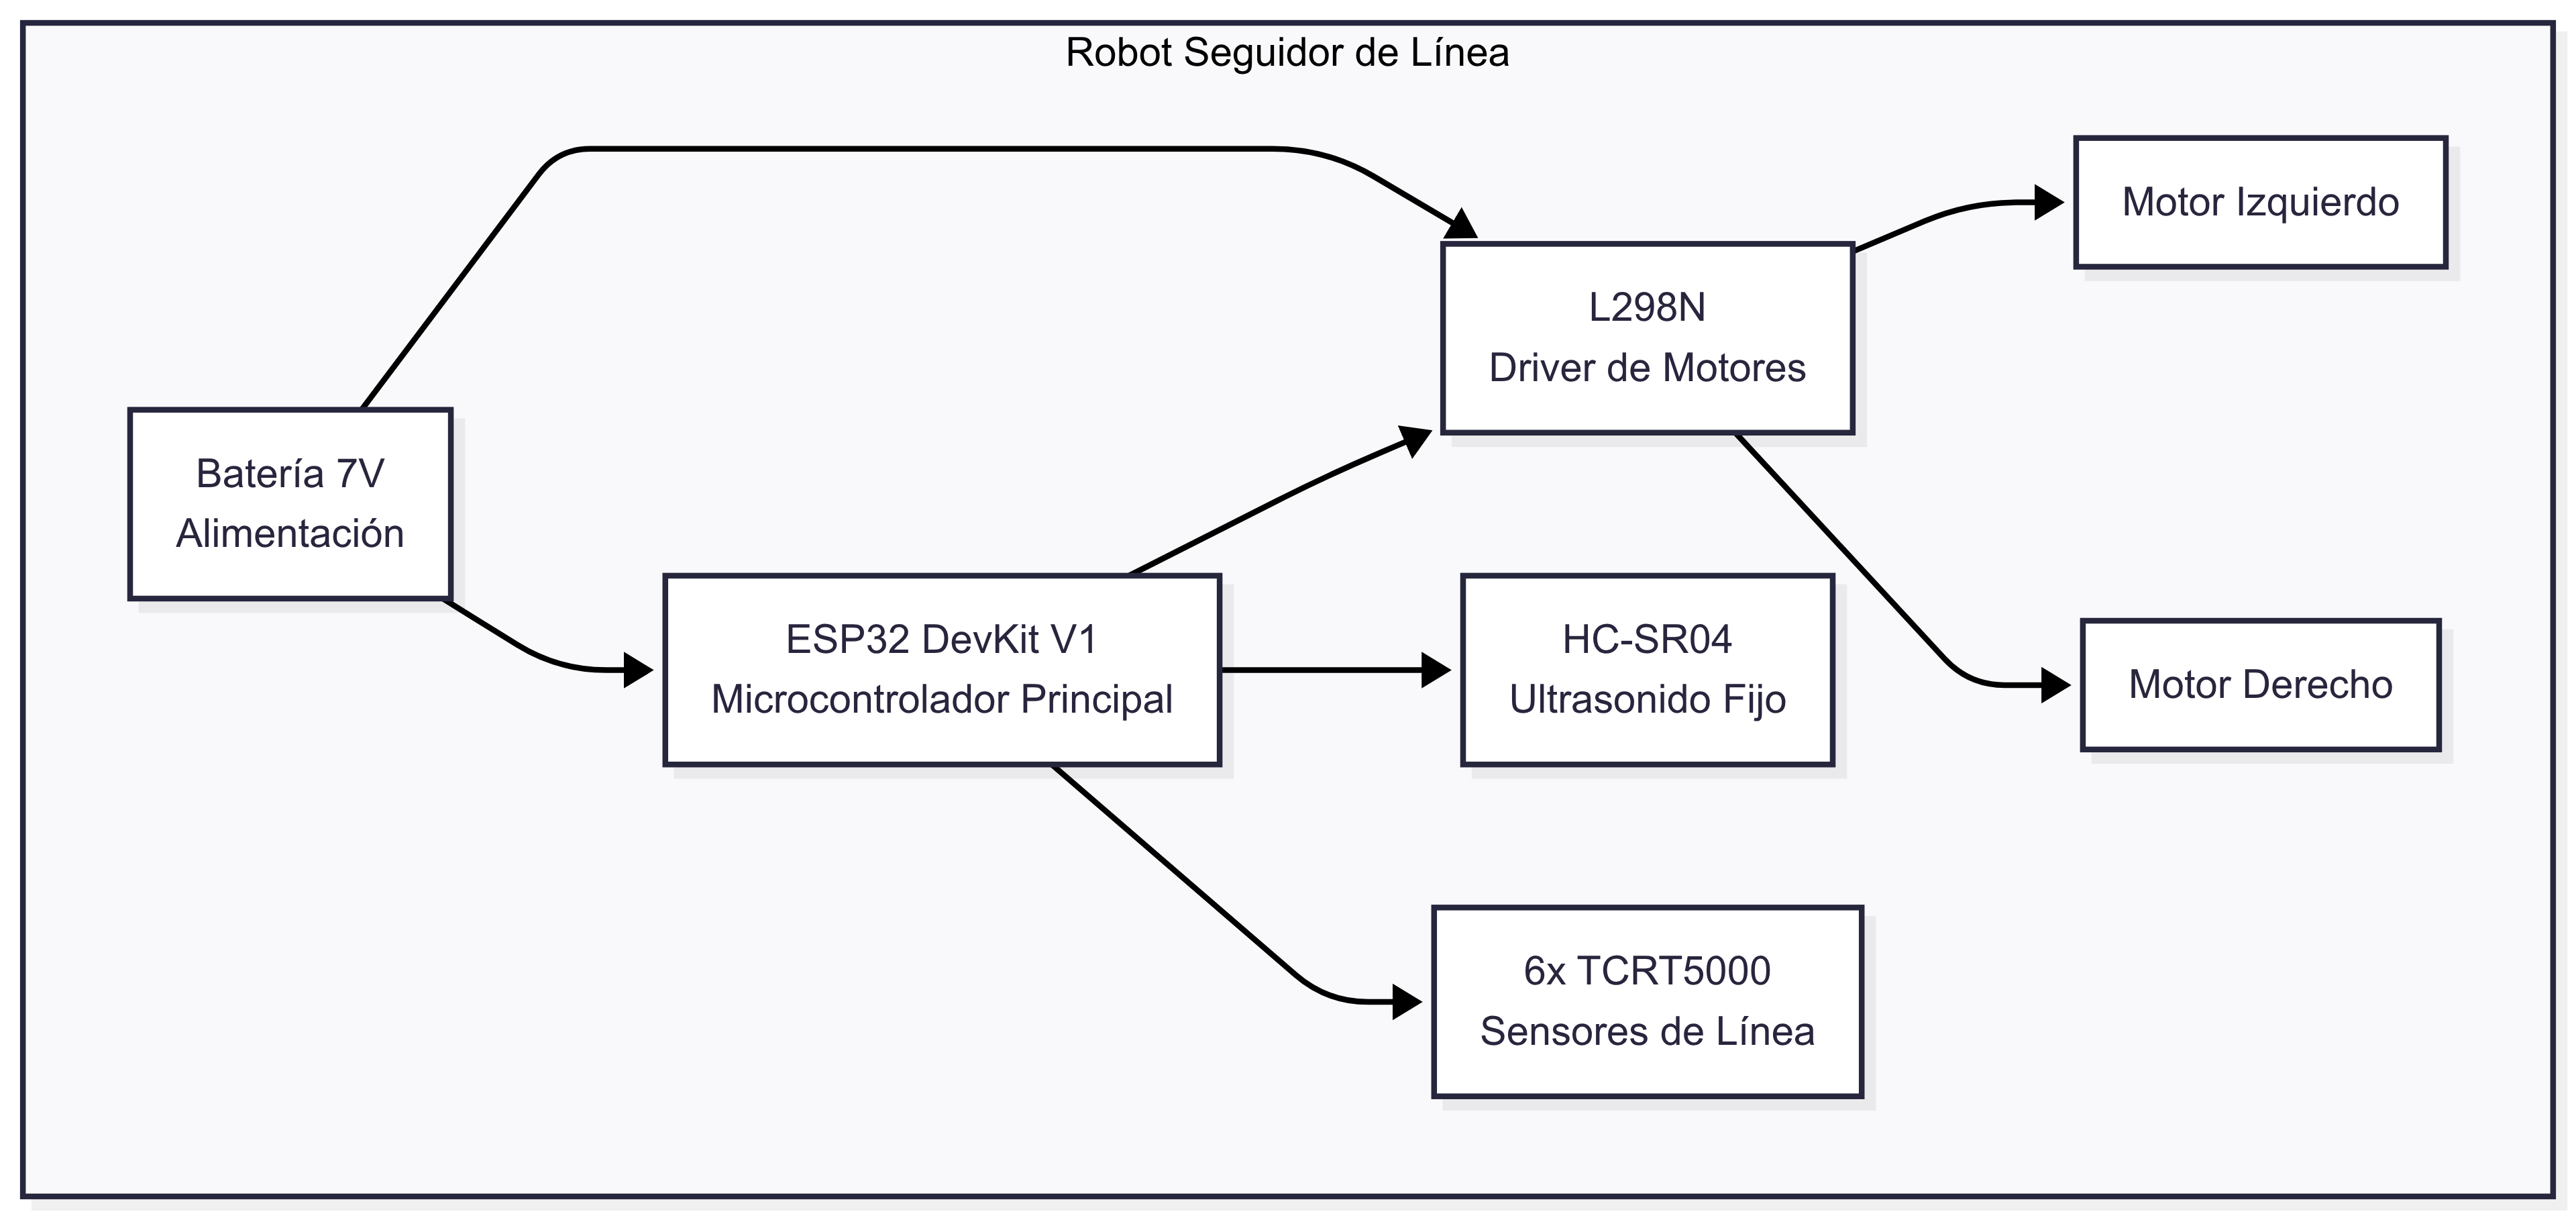 Robot Seguidor de Línea
Batería 7V
Alimentación
ESP32 DevKit V1
Microcontrolador Principal
L298N
Driver de Motores
HC-SR04
Ultrasonido Fijo
6x TCRT5000
Sensores de Línea
Motor Izquierdo
Motor Derecho